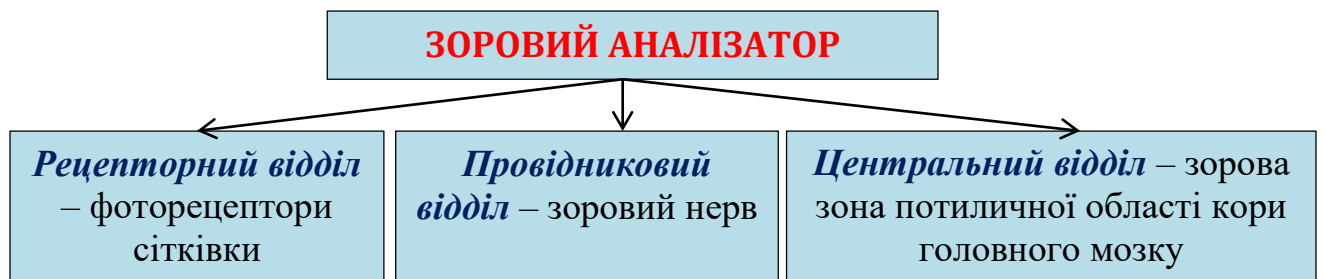 ЗОРОВИЙ АНАЛІЗАТОР
Рецепторний відділ
– фоторецептори
сітківки
Провідниковий
відділ – зоровий нерв
Центральний відділ – зорова
зона потиличної області кори
головного мозку